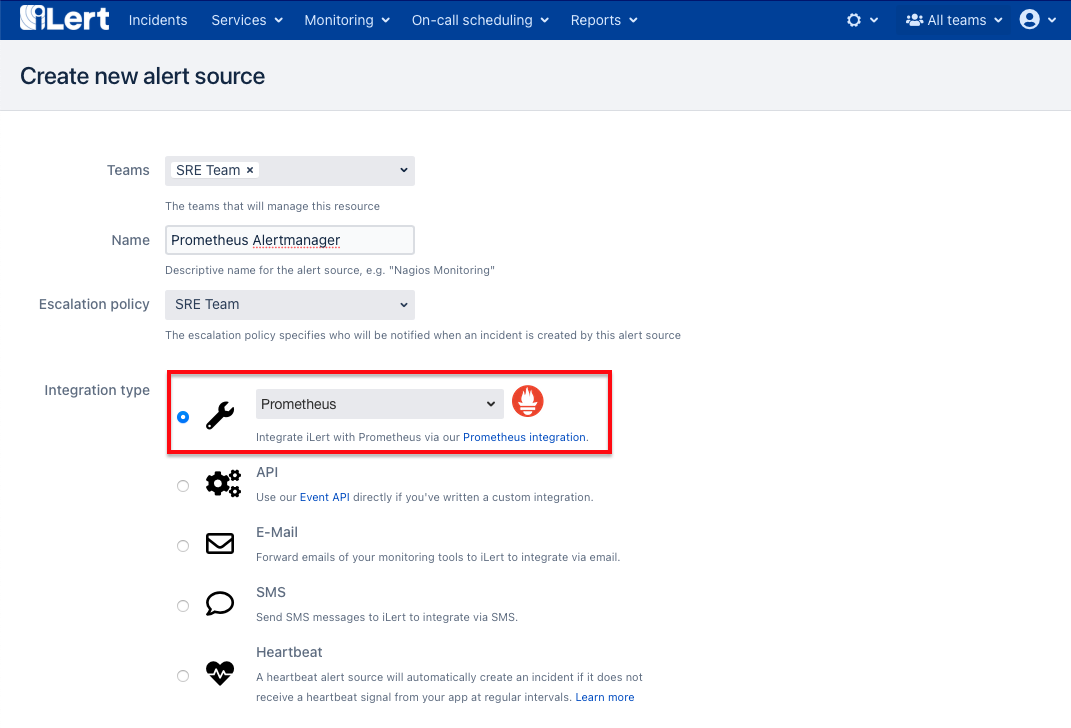 iLert Incidents Services Monitoring On-call scheduling Reports All teams
Create new alert source
Teams SRE Team ×
The teams that will manage this resource
Name Prometheus Alertmanager
Descriptive name for the alert source, e.g. "Nagios Monitoring"
Escalation policy SRE Team
The escalation policy specifies who will be notified when an incident is created by this alert source
Integration type Prometheus
Integrate iLert with Prometheus via our Prometheus integration.
API
Use our Event API directly if you've written a custom integration.
E-Mail
Forward emails of your monitoring tools to iLert to integrate via email.
SMS
Send SMS messages to iLert to integrate via SMS.
Heartbeat
A heartbeat alert source will automatically create an incident if it does not
receive a heartbeat signal from your app at regular intervals. Learn more